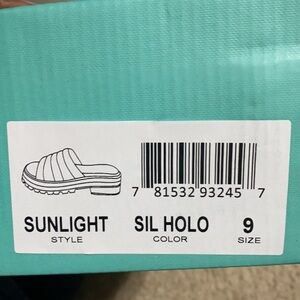 7 81532 93245 7
SUNLIGHT SIL HOLO 9
STYLE COLOR SIZE